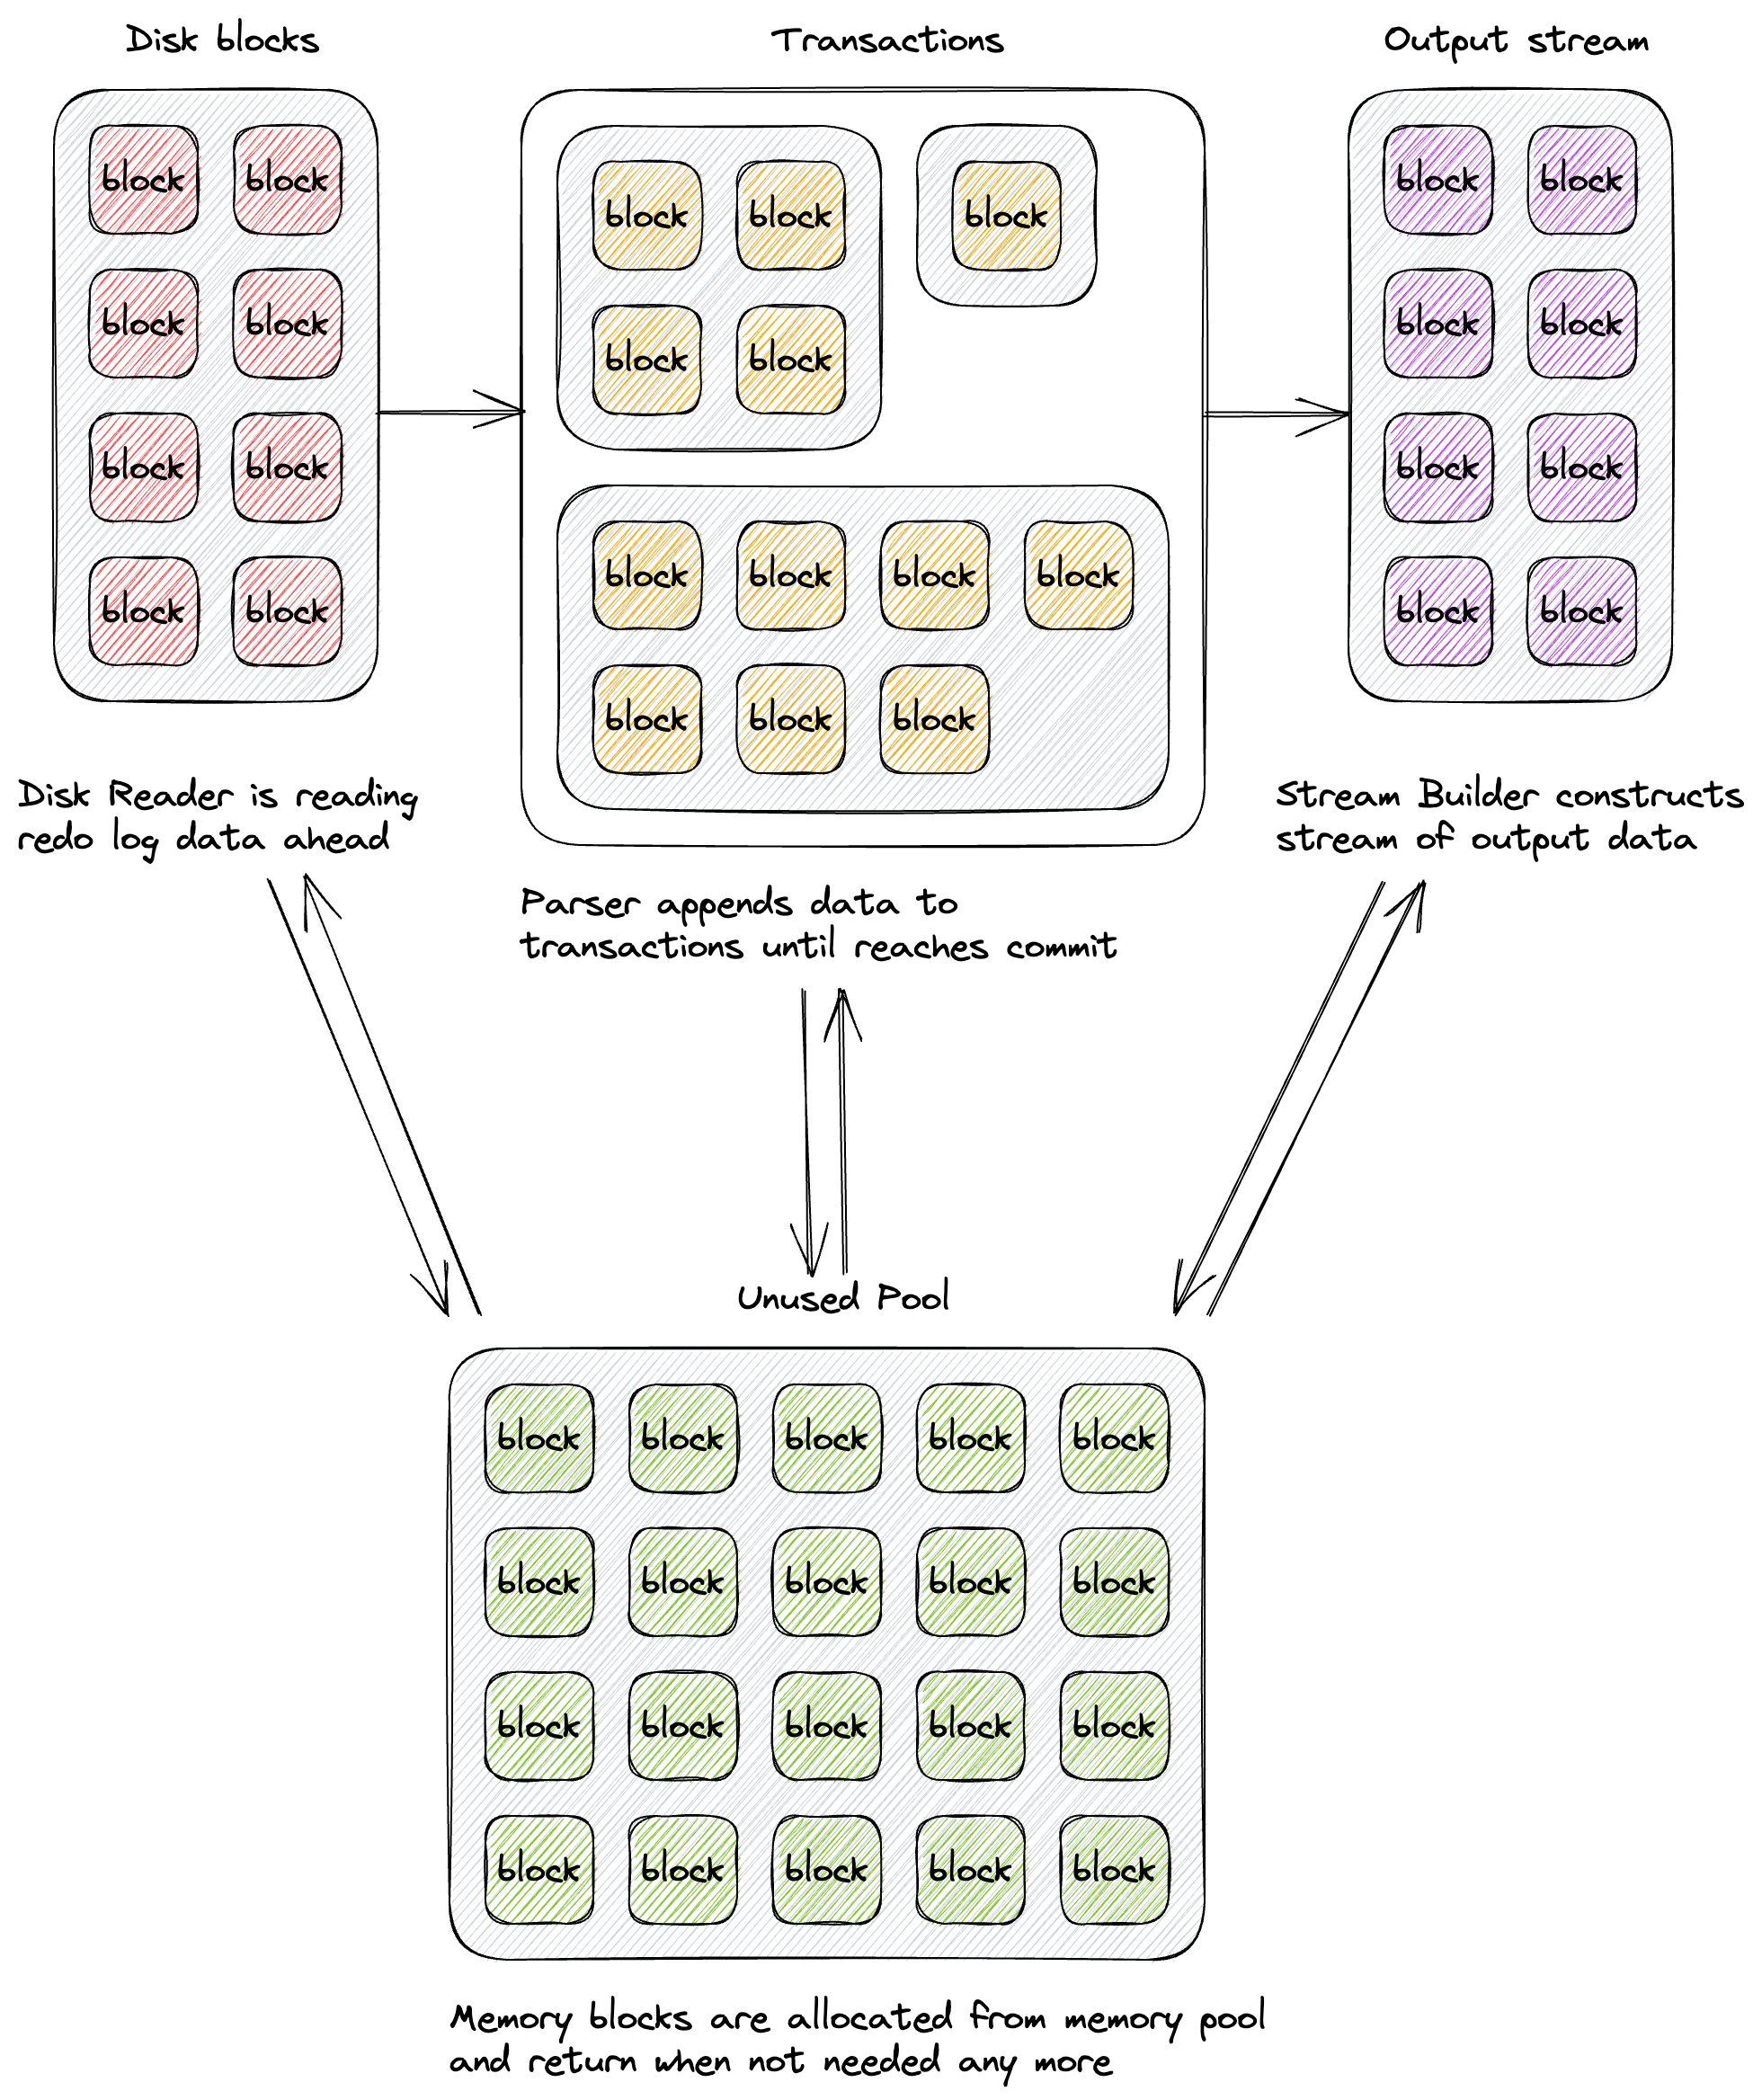 Disk blocks
block block
block block
block block
block block
Disk Reader is reading
redo log data ahead
Transactions
block block
block block
block
block block block block
block block block
Parser appends data to
transactions until reaches commit
Output stream
block block
block block
block block
block block
Stream Builder constructs
stream of output data
Unused Pool
block block block block block
block block block block block
block block block block block
block block block block block
Memory blocks are allocated from memory pool
and return when not needed any more